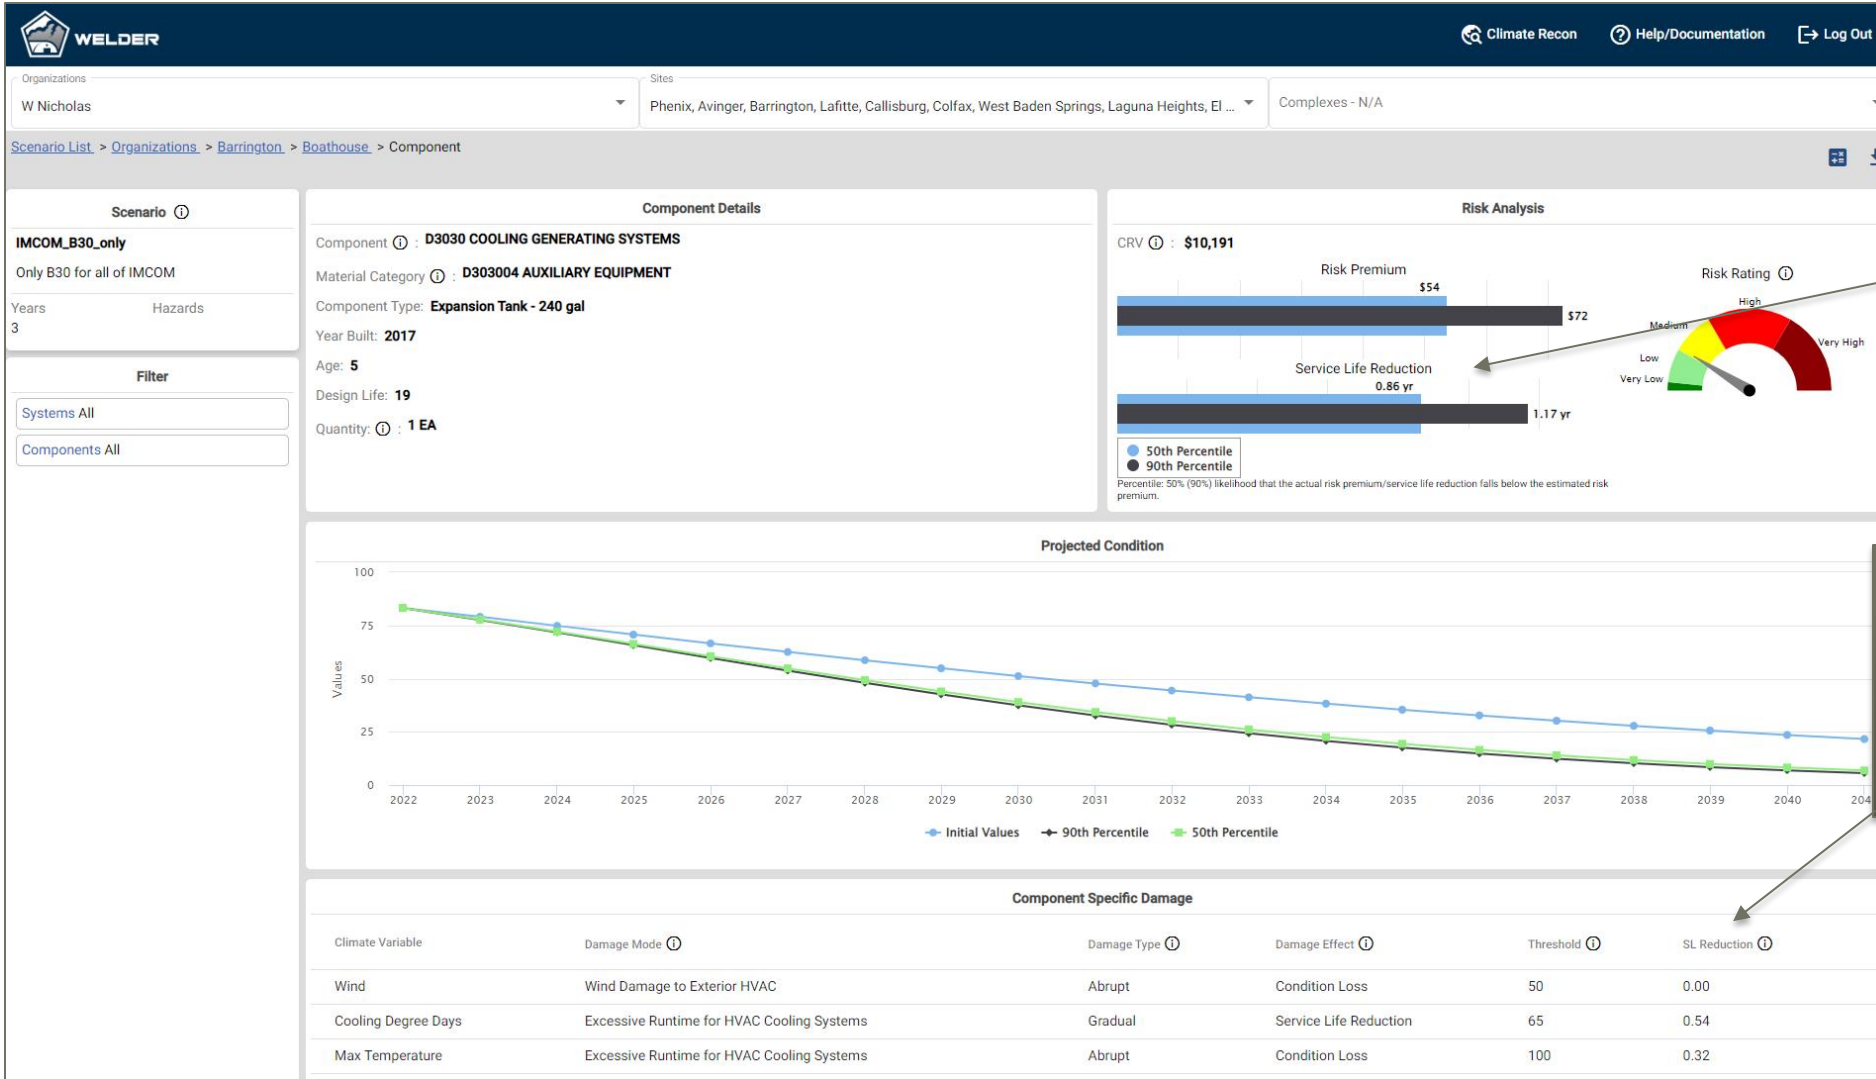 WELDER
Climate Recon
Help/Documentation
Log Out
Organizations
W Nicholas
Sites
Phenix, Avinger, Barrington, Lafitte, Callisburg, Colfax, West Baden Springs, Laguna Heights, El ...
Complexes - N/A
Scenario List > Organizations > Barrington > Boathouse > Component
Scenario
IMCOM_B30_only
Only B30 for all of IMCOM
Years Hazards
3
Filter
Systems All
Components All
Component Details
Component : D3030 COOLING GENERATING SYSTEMS
Material Category : D303004 AUXILIARY EQUIPMENT
Component Type: Expansion Tank - 240 gal
Year Built: 2017
Age: 5
Design Life: 19
Quantity: : 1 EA
Risk Analysis
CRV : $10,191
Risk Premium
$54
$72
Service Life Reduction
0.86 yr
1.17 yr
50th Percentile
90th Percentile
Percentile: 50% (90%) likelihood that the actual risk premium/service life reduction falls below the estimated risk
premium.
Risk Rating
High
Medium
Very High
Low
Very Low
Projected Condition
100
75
50
25
0
Values
2022 2023 2024 2025 2026 2027 2028 2029 2030 2031 2032 2033 2034 2035 2036 2037 2038 2039 2040 204
Initial Values 90th Percentile 50th Percentile
Component Specific Damage
Climate Variable Damage Mode Damage Type Damage Effect Threshold SL Reduction
Wind Wind Damage to Exterior HVAC Abrupt Condition Loss 50 0.00
Cooling Degree Days Excessive Runtime for HVAC Cooling Systems Gradual Service Life Reduction 65 0.54
Max Temperature Excessive Runtime for HVAC Cooling Systems Abrupt Condition Loss 100 0.32